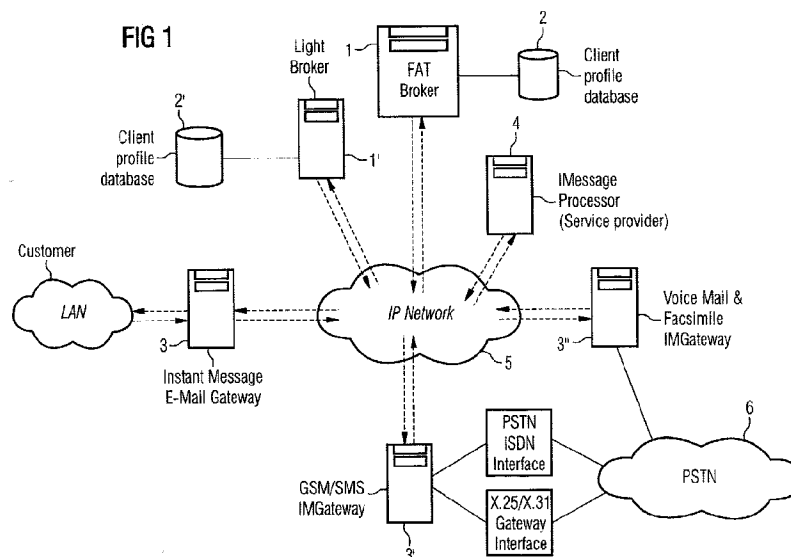 FIG 1
Light
Broker
1
FAT
Broker
2
Client
profile
database
2'
Client
profile
database
1'
4
IMessage
Processor
(Service provider)
Customer
LAN
3
Instant Message
E-Mail Gateway
IP Network
5
3"
Voice Mail &
Facsimile
IMGateway
GSM/SMS
IMGateway
3'
PSTN
ISDN
Interface
X.25/X.31
Gateway
Interface
6
PSTN